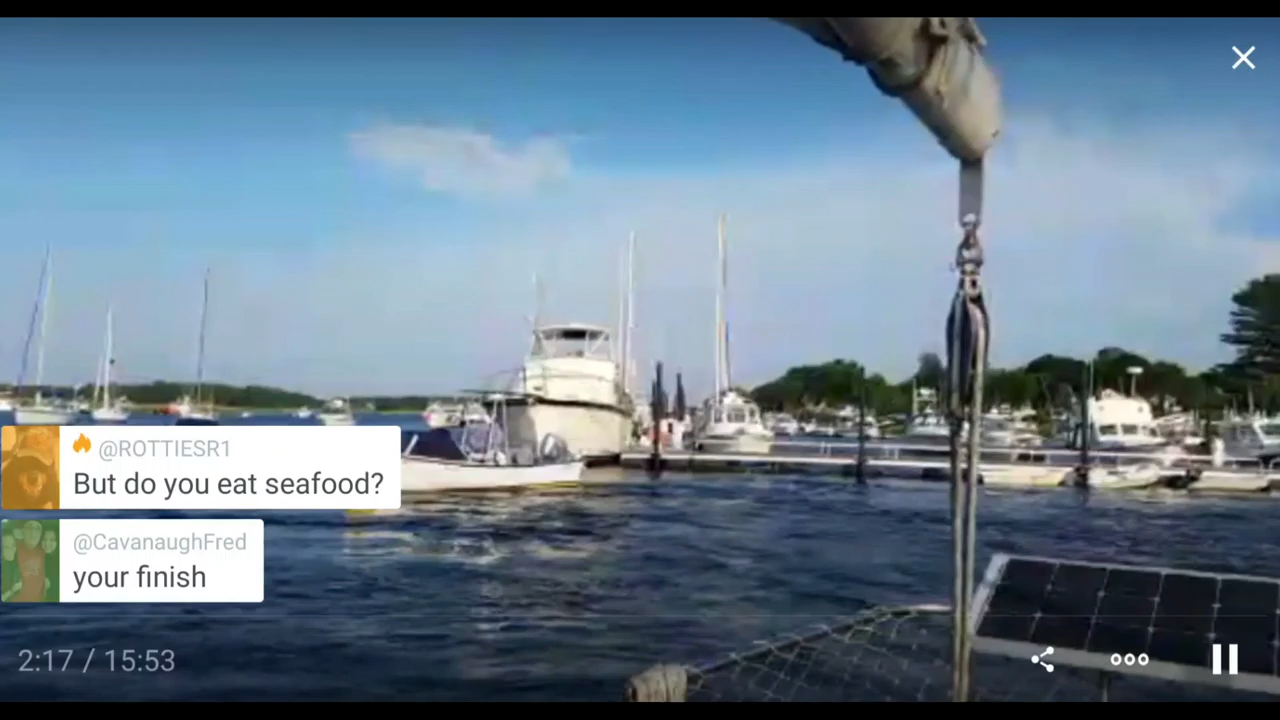 @ROTTIESR1
But do you eat seafood?
@CavanaughFred
your finish
2:17 / 15:53